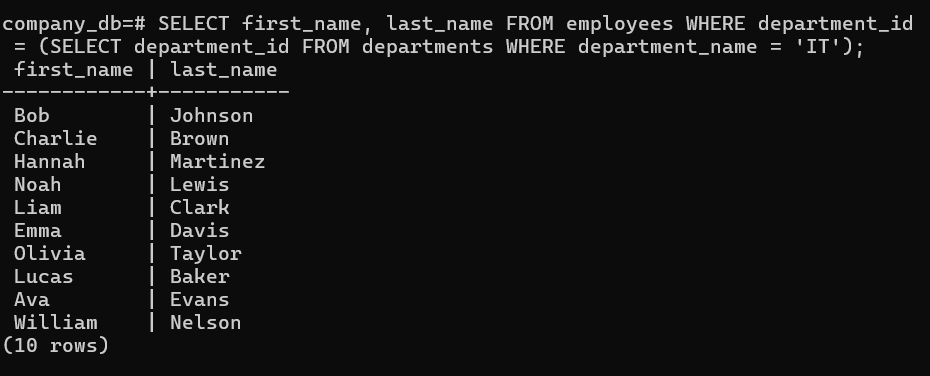 company_db=# SELECT first_name, last_name FROM employees WHERE department_id
 = (SELECT department_id FROM departments WHERE department_name = 'IT');
 first_name | last_name
------------+-----------
 Bob        | Johnson
 Charlie    | Brown
 Hannah     | Martinez
 Noah       | Lewis
 Liam       | Clark
 Emma       | Davis
 Olivia     | Taylor
 Lucas      | Baker
 Ava        | Evans
 William    | Nelson
(10 rows)